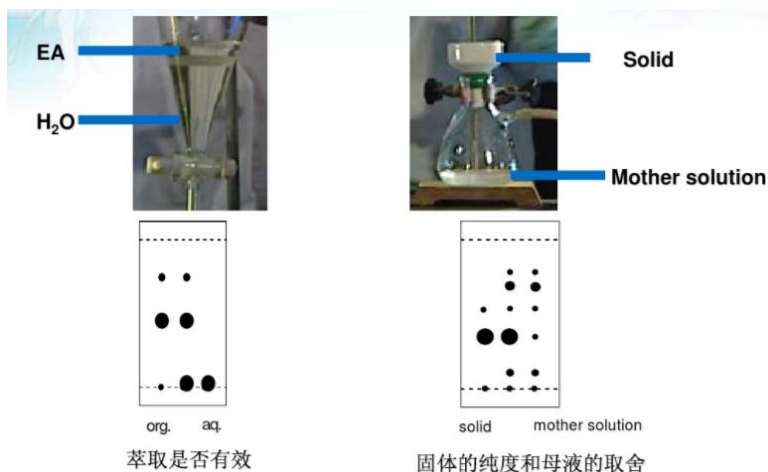 EA
H₂O
Solid
Mother solution
org. aq.
solid mother solution
萃取是否有效
固体的纯度和母液的取舍